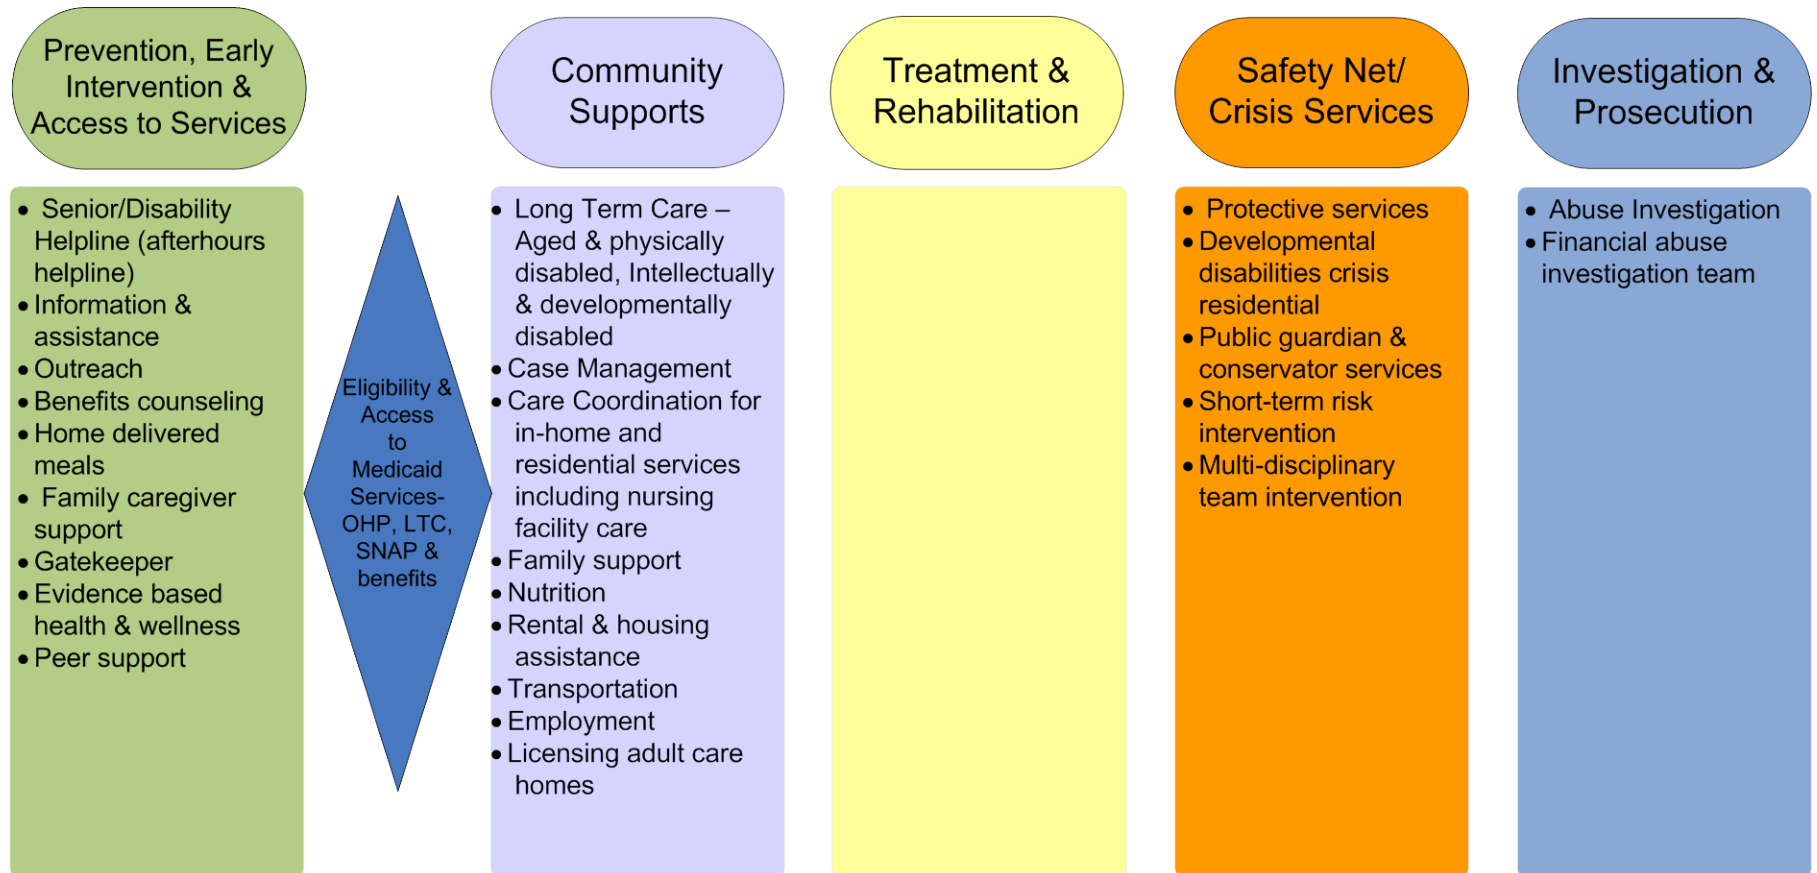 Prevention, Early
Intervention &
Access to Services
Community
Supports
Treatment &
Rehabilitation
Safety Net/
Crisis Services
Investigation &
Prosecution
• Senior/Disability
Helpline (afterhours
helpline)
• Information &
assistance
• Outreach
• Benefits counseling
• Home delivered
meals
• Family caregiver
support
• Gatekeeper
• Evidence based
health & wellness
• Peer support
Eligibility &
Access
to
Medicaid
Services-
OHP, LTC,
SNAP &
benefits
• Long Term Care –
Aged & physically
disabled, Intellectually
& developmentally
disabled
• Case Management
• Care Coordination for
in-home and
residential services
including nursing
facility care
• Family support
• Nutrition
• Rental & housing
assistance
• Transportation
• Employment
• Licensing adult care
homes
• Protective services
• Developmental
disabilities crisis
residential
• Public guardian &
conservator services
• Short-term risk
intervention
• Multi-disciplinary
team intervention
• Abuse Investigation
• Financial abuse
investigation team